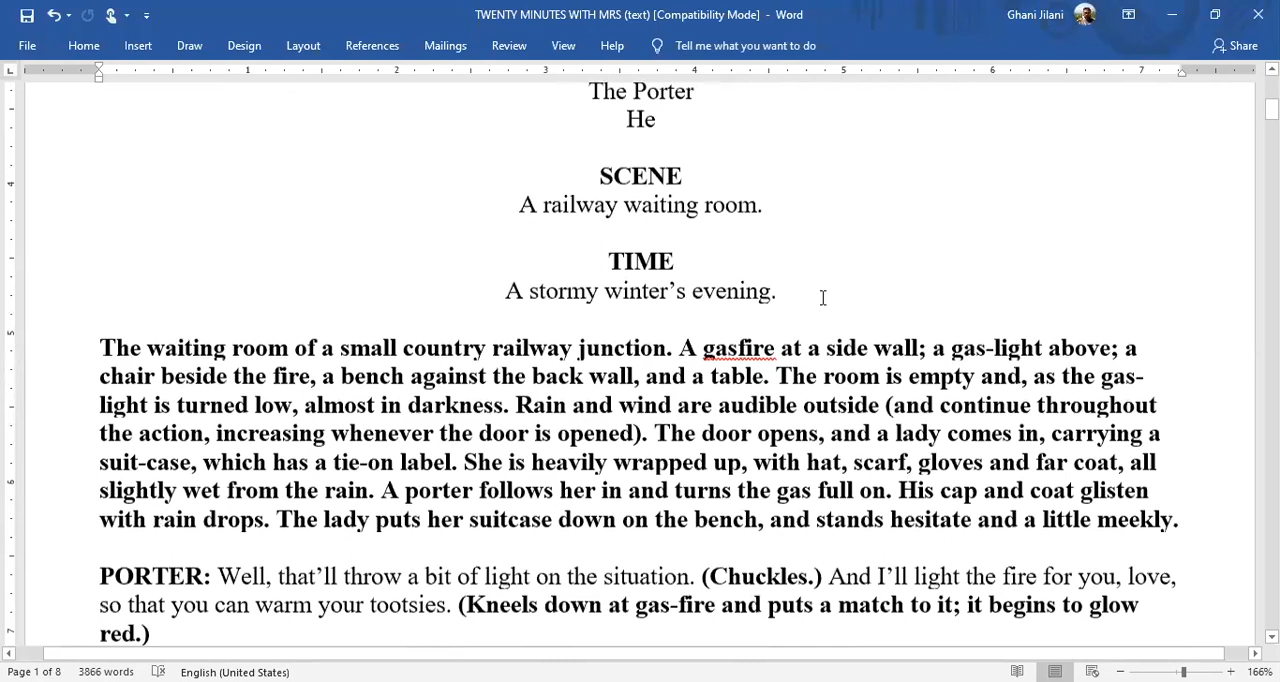 TWENTY MINUTES WITH MRS (text) [Compatibility Mode] - Word
Ghani Jilani
File Home Insert Draw Design Layout References Mailings Review View Help Tell me what you want to do Share
1 2 3 4 5 6 7
The Porter
He
SCENE
4
A railway waiting room.
TIME
A stormy winter’s evening.
5
The waiting room of a small country railway junction. A gasfire at a side wall; a gas-light above; a
chair beside the fire, a bench against the back wall, and a table. The room is empty and, as the gas-
light is turned low, almost in darkness. Rain and wind are audible outside (and continue throughout
the action, increasing whenever the door is opened). The door opens, and a lady comes in, carrying a
suit-case, which has a tie-on label. She is heavily wrapped up, with hat, scarf, gloves and far coat, all
6
slightly wet from the rain. A porter follows her in and turns the gas full on. His cap and coat glisten
with rain drops. The lady puts her suitcase down on the bench, and stands hesitate and a little meekly.
PORTER: Well, that’ll throw a bit of light on the situation. (Chuckles.) And I’ll light the fire for you, love,
so that you can warm your tootsies. (Kneels down at gas-fire and puts a match to it; it begins to glow
7
red.)
Page 1 of 8 3866 words English (United States) 166%